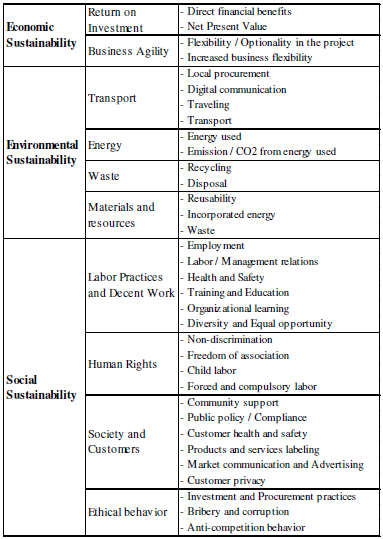 Economic
Sustainability
Return on
Investment
- Direct financial benefits
- Net Present Value
Business Agility
- Flexibility / Optionality in the project
- Increased business flexibility
Environmental
Sustainability
Transport
- Local procurement
- Digital communication
- Traveling
- Transport
Energy
- Energy used
- Emission / CO2 from energy used
Waste
- Recycling
- Disposal
Materials and
resources
- Reusability
- Incorporated energy
- Waste
Social
Sustainability
Labor Practices
and Decent Work
- Employment
- Labor / Management relations
- Health and Safety
- Training and Education
- Organizational learning
- Diversity and Equal opportunity
Human Rights
- Non-discrimination
- Freedom of association
- Child labor
- Forced and compulsory labor
Society and
Customers
- Community support
- Public policy / Compliance
- Customer health and safety
- Products and services labeling
- Market communication and Advertising
- Customer privacy
Ethical behavior
- Investment and Procurement practices
- Bribery and corruption
- Anti-competition behavior